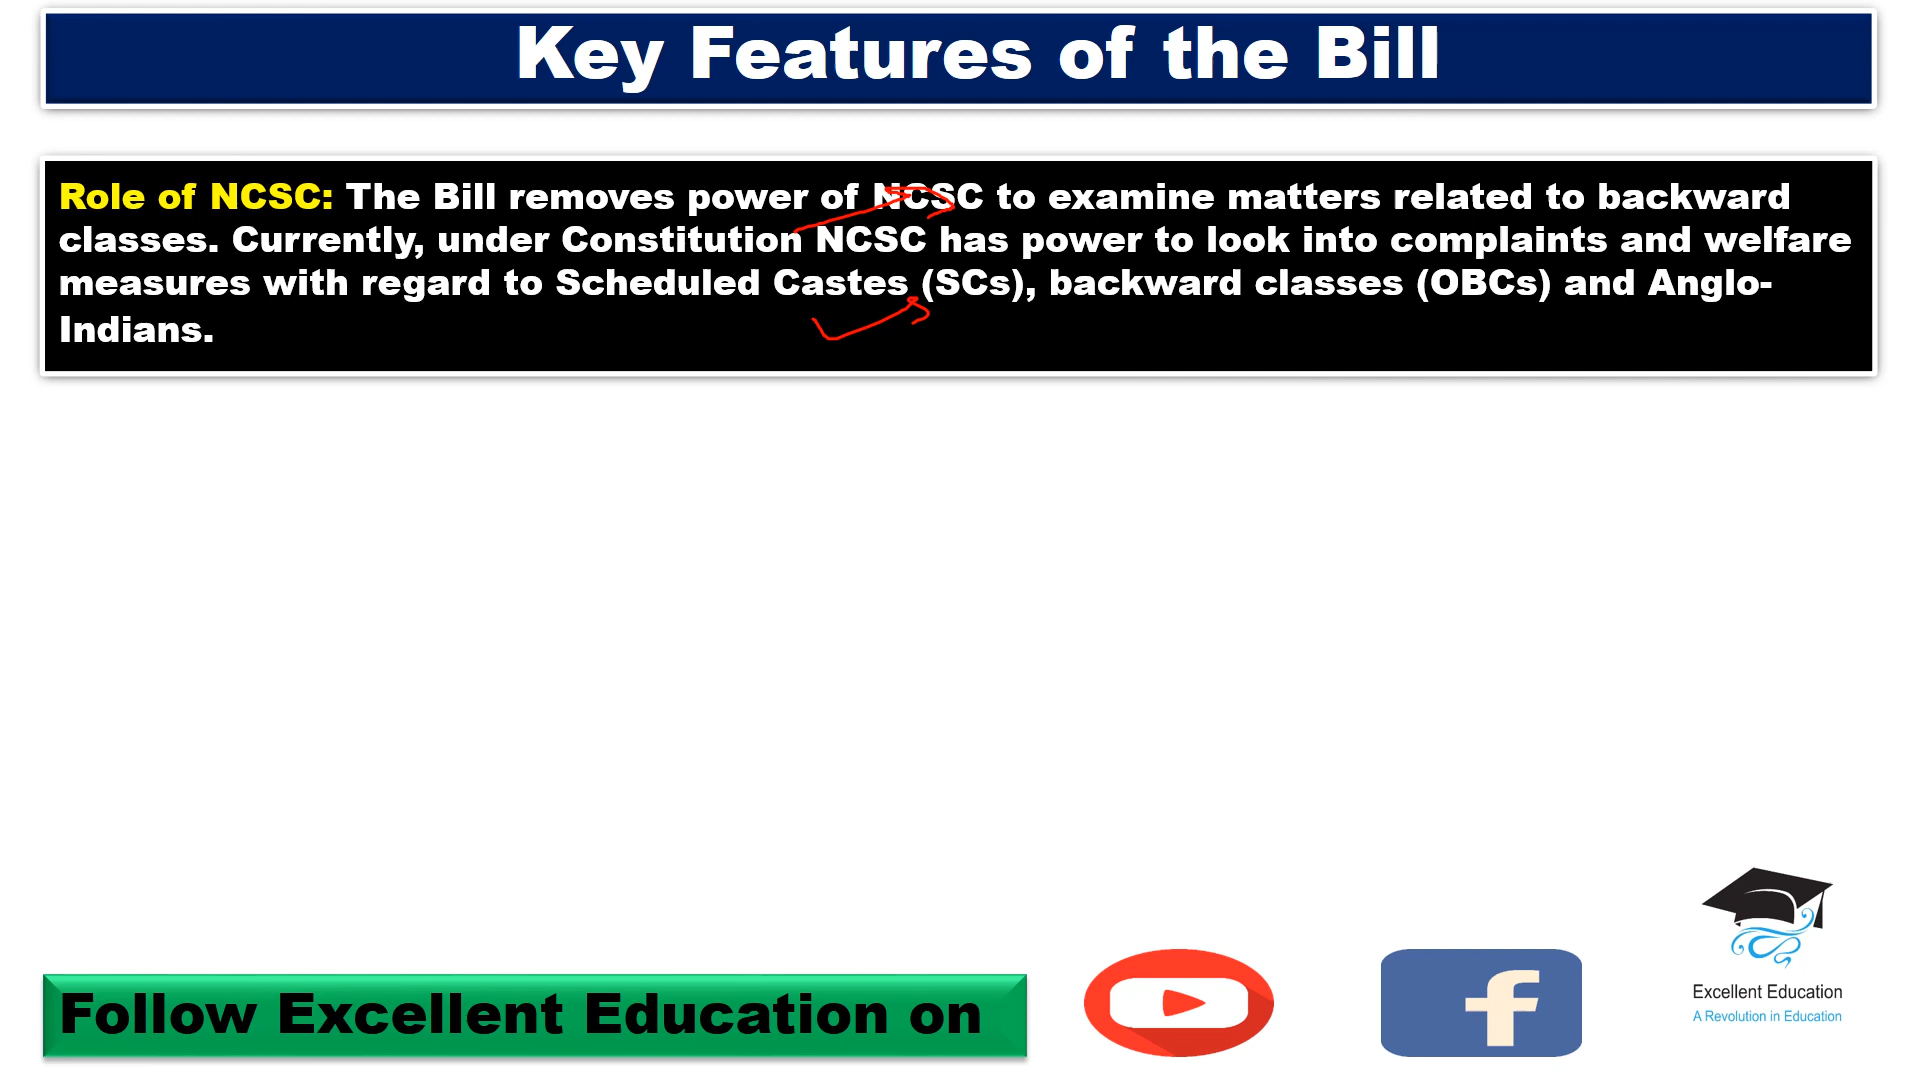 Key Features of the Bill
Role of NCSC: The Bill removes power of NCSC to examine matters related to backward
classes. Currently, under Constitution NCSC has power to look into complaints and welfare
measures with regard to Scheduled Castes (SCs), backward classes (OBCs) and Anglo-
Indians.
Follow Excellent Education on
f
Excellent Education
A Revolution in Education